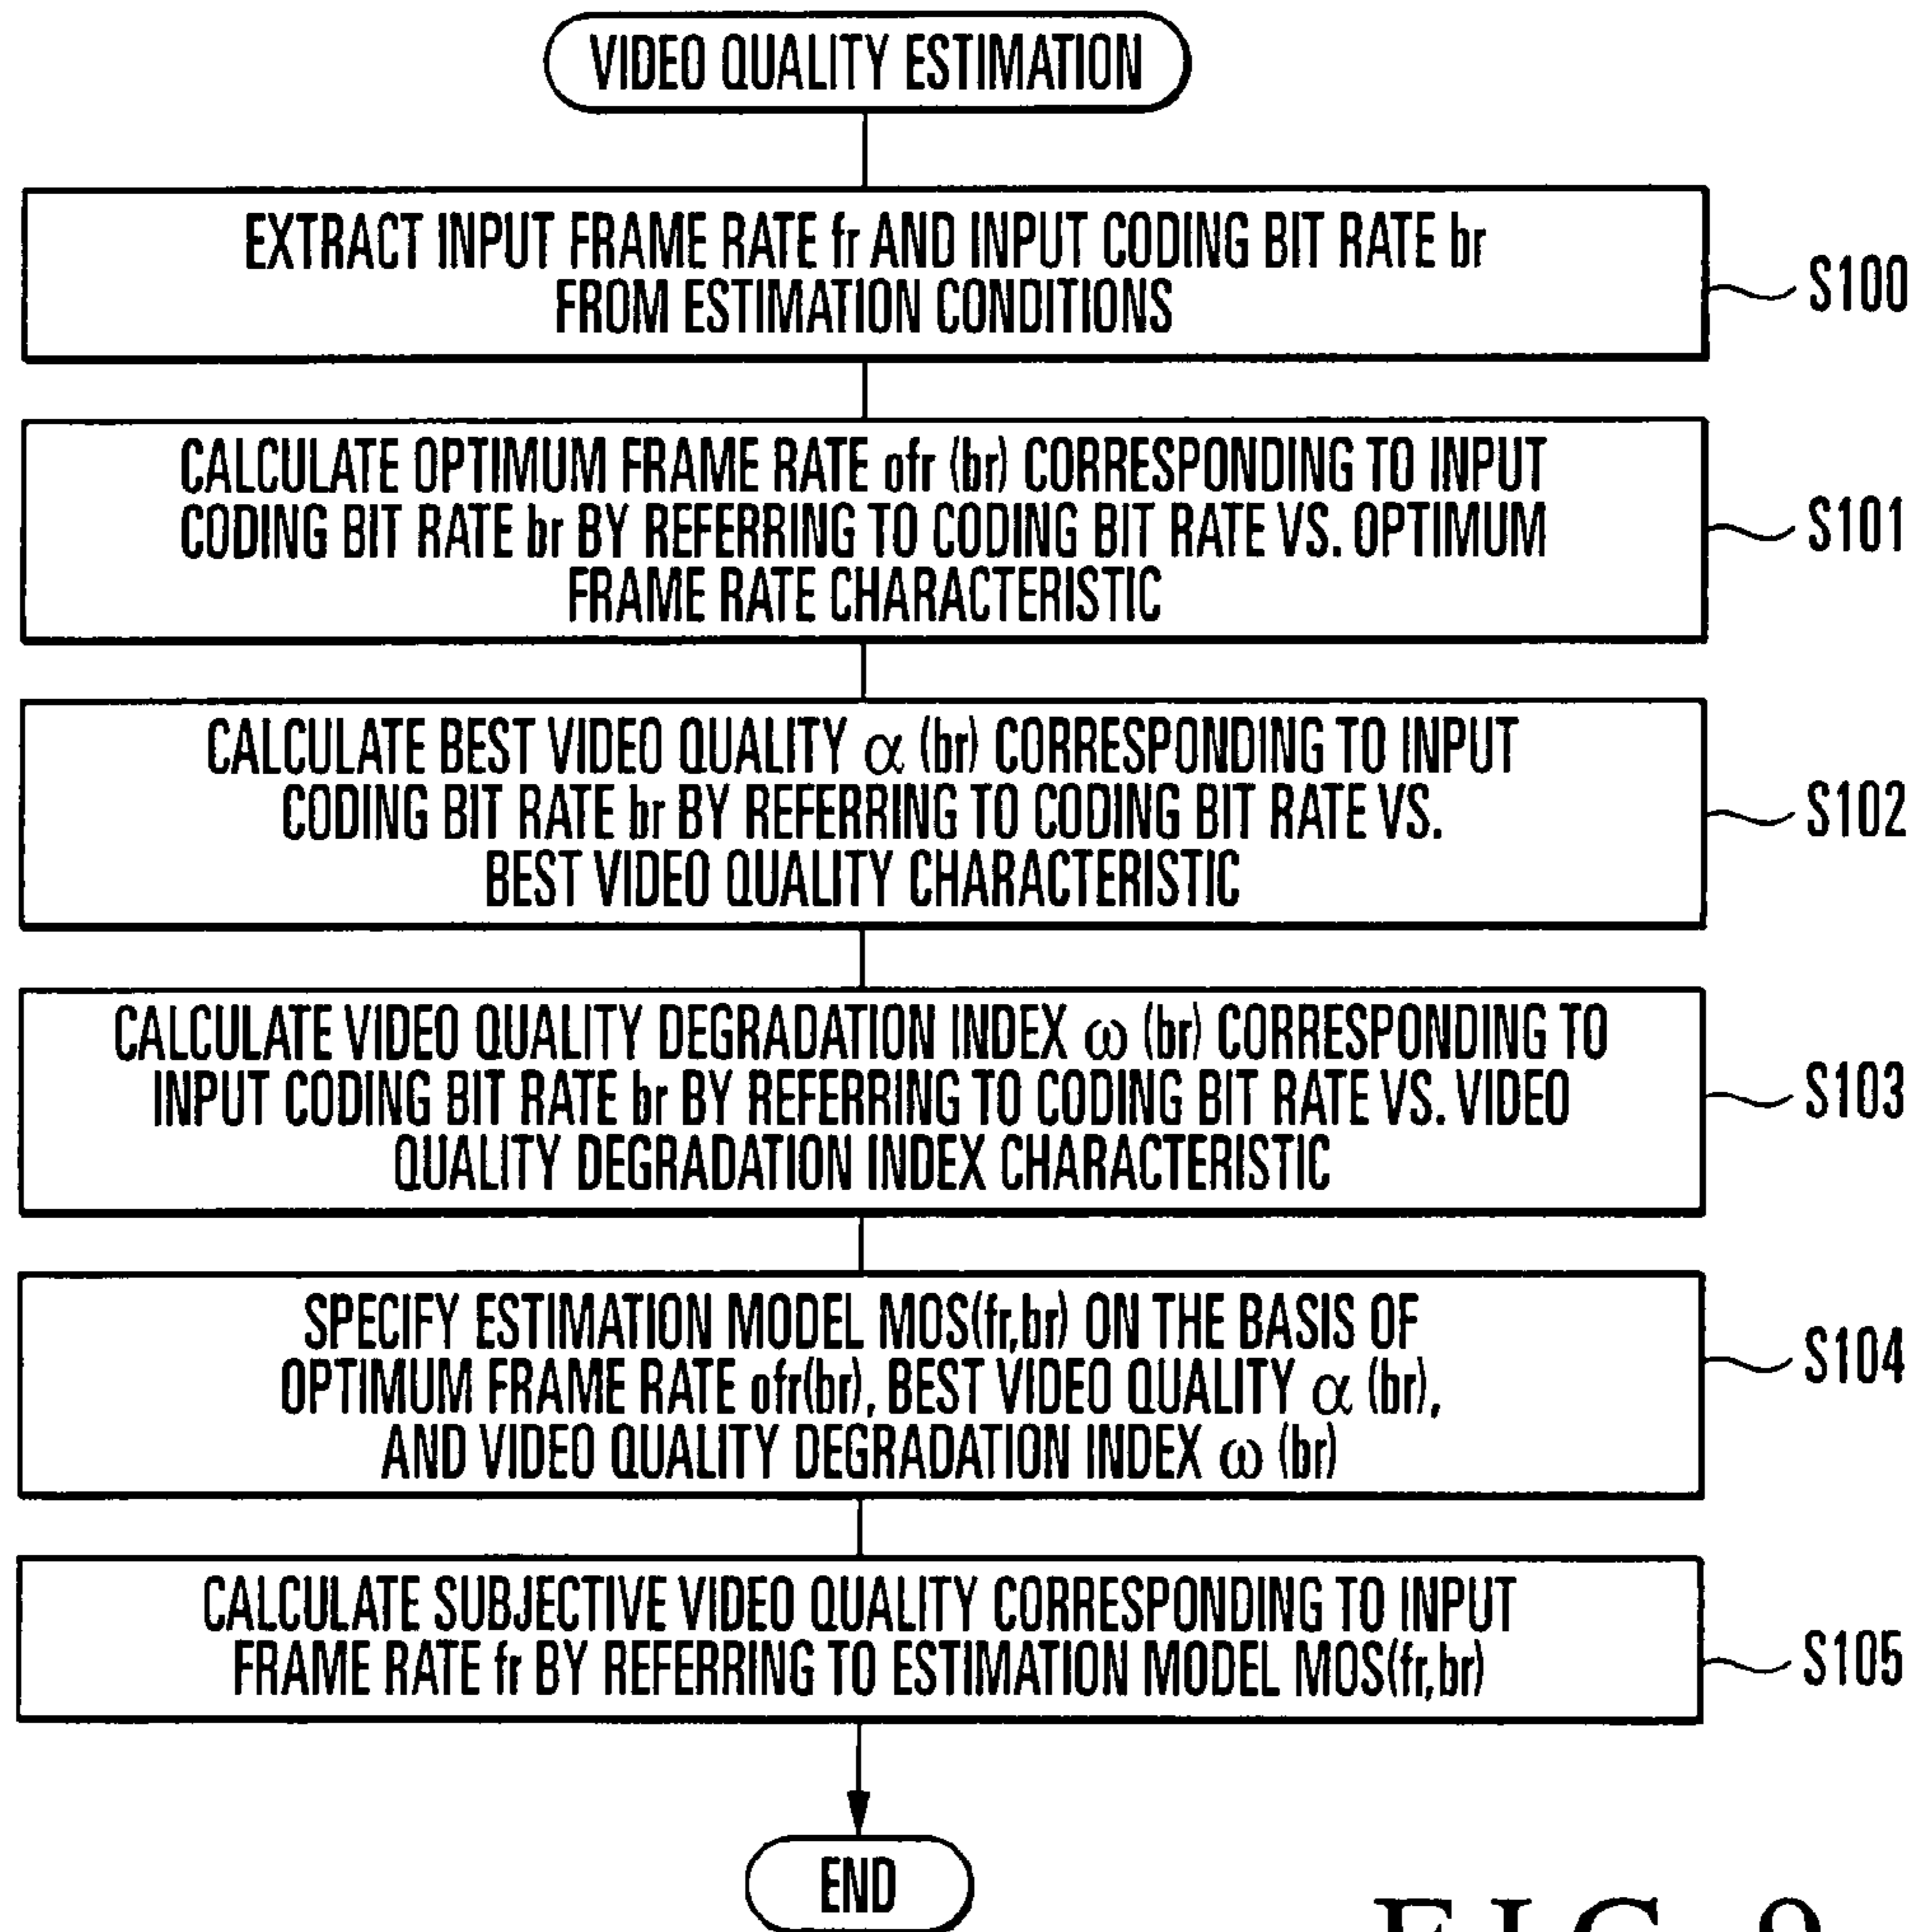 VIDEO QUALITY ESTIMATION
EXTRACT INPUT FRAME RATE fr AND INPUT CODING BIT RATE br
FROM ESTIMATION CONDITIONS
S100
CALCULATE OPTIMUM FRAME RATE ofr (br) CORRESPONDING TO INPUT
CODING BIT RATE br BY REFERRING TO CODING BIT RATE VS. OPTIMUM
FRAME RATE CHARACTERISTIC
S101
CALCULATE BEST VIDEO QUALITY α (br) CORRESPONDING TO INPUT
CODING BIT RATE br BY REFERRING TO CODING BIT RATE VS.
BEST VIDEO QUALITY CHARACTERISTIC
S102
CALCULATE VIDEO QUALITY DEGRADATION INDEX ω (br) CORRESPONDING TO
INPUT CODING BIT RATE br BY REFERRING TO CODING BIT RATE VS. VIDEO
QUALITY DEGRADATION INDEX CHARACTERISTIC
S103
SPECIFY ESTIMATION MODEL MOS(fr,br) ON THE BASIS OF
OPTIMUM FRAME RATE ofr(br), BEST VIDEO QUALITY α (br),
AND VIDEO QUALITY DEGRADATION INDEX ω (br)
S104
CALCULATE SUBJECTIVE VIDEO QUALITY CORRESPONDING TO INPUT
FRAME RATE fr BY REFERRING TO ESTIMATION MODEL MOS(fr,br)
S105
END